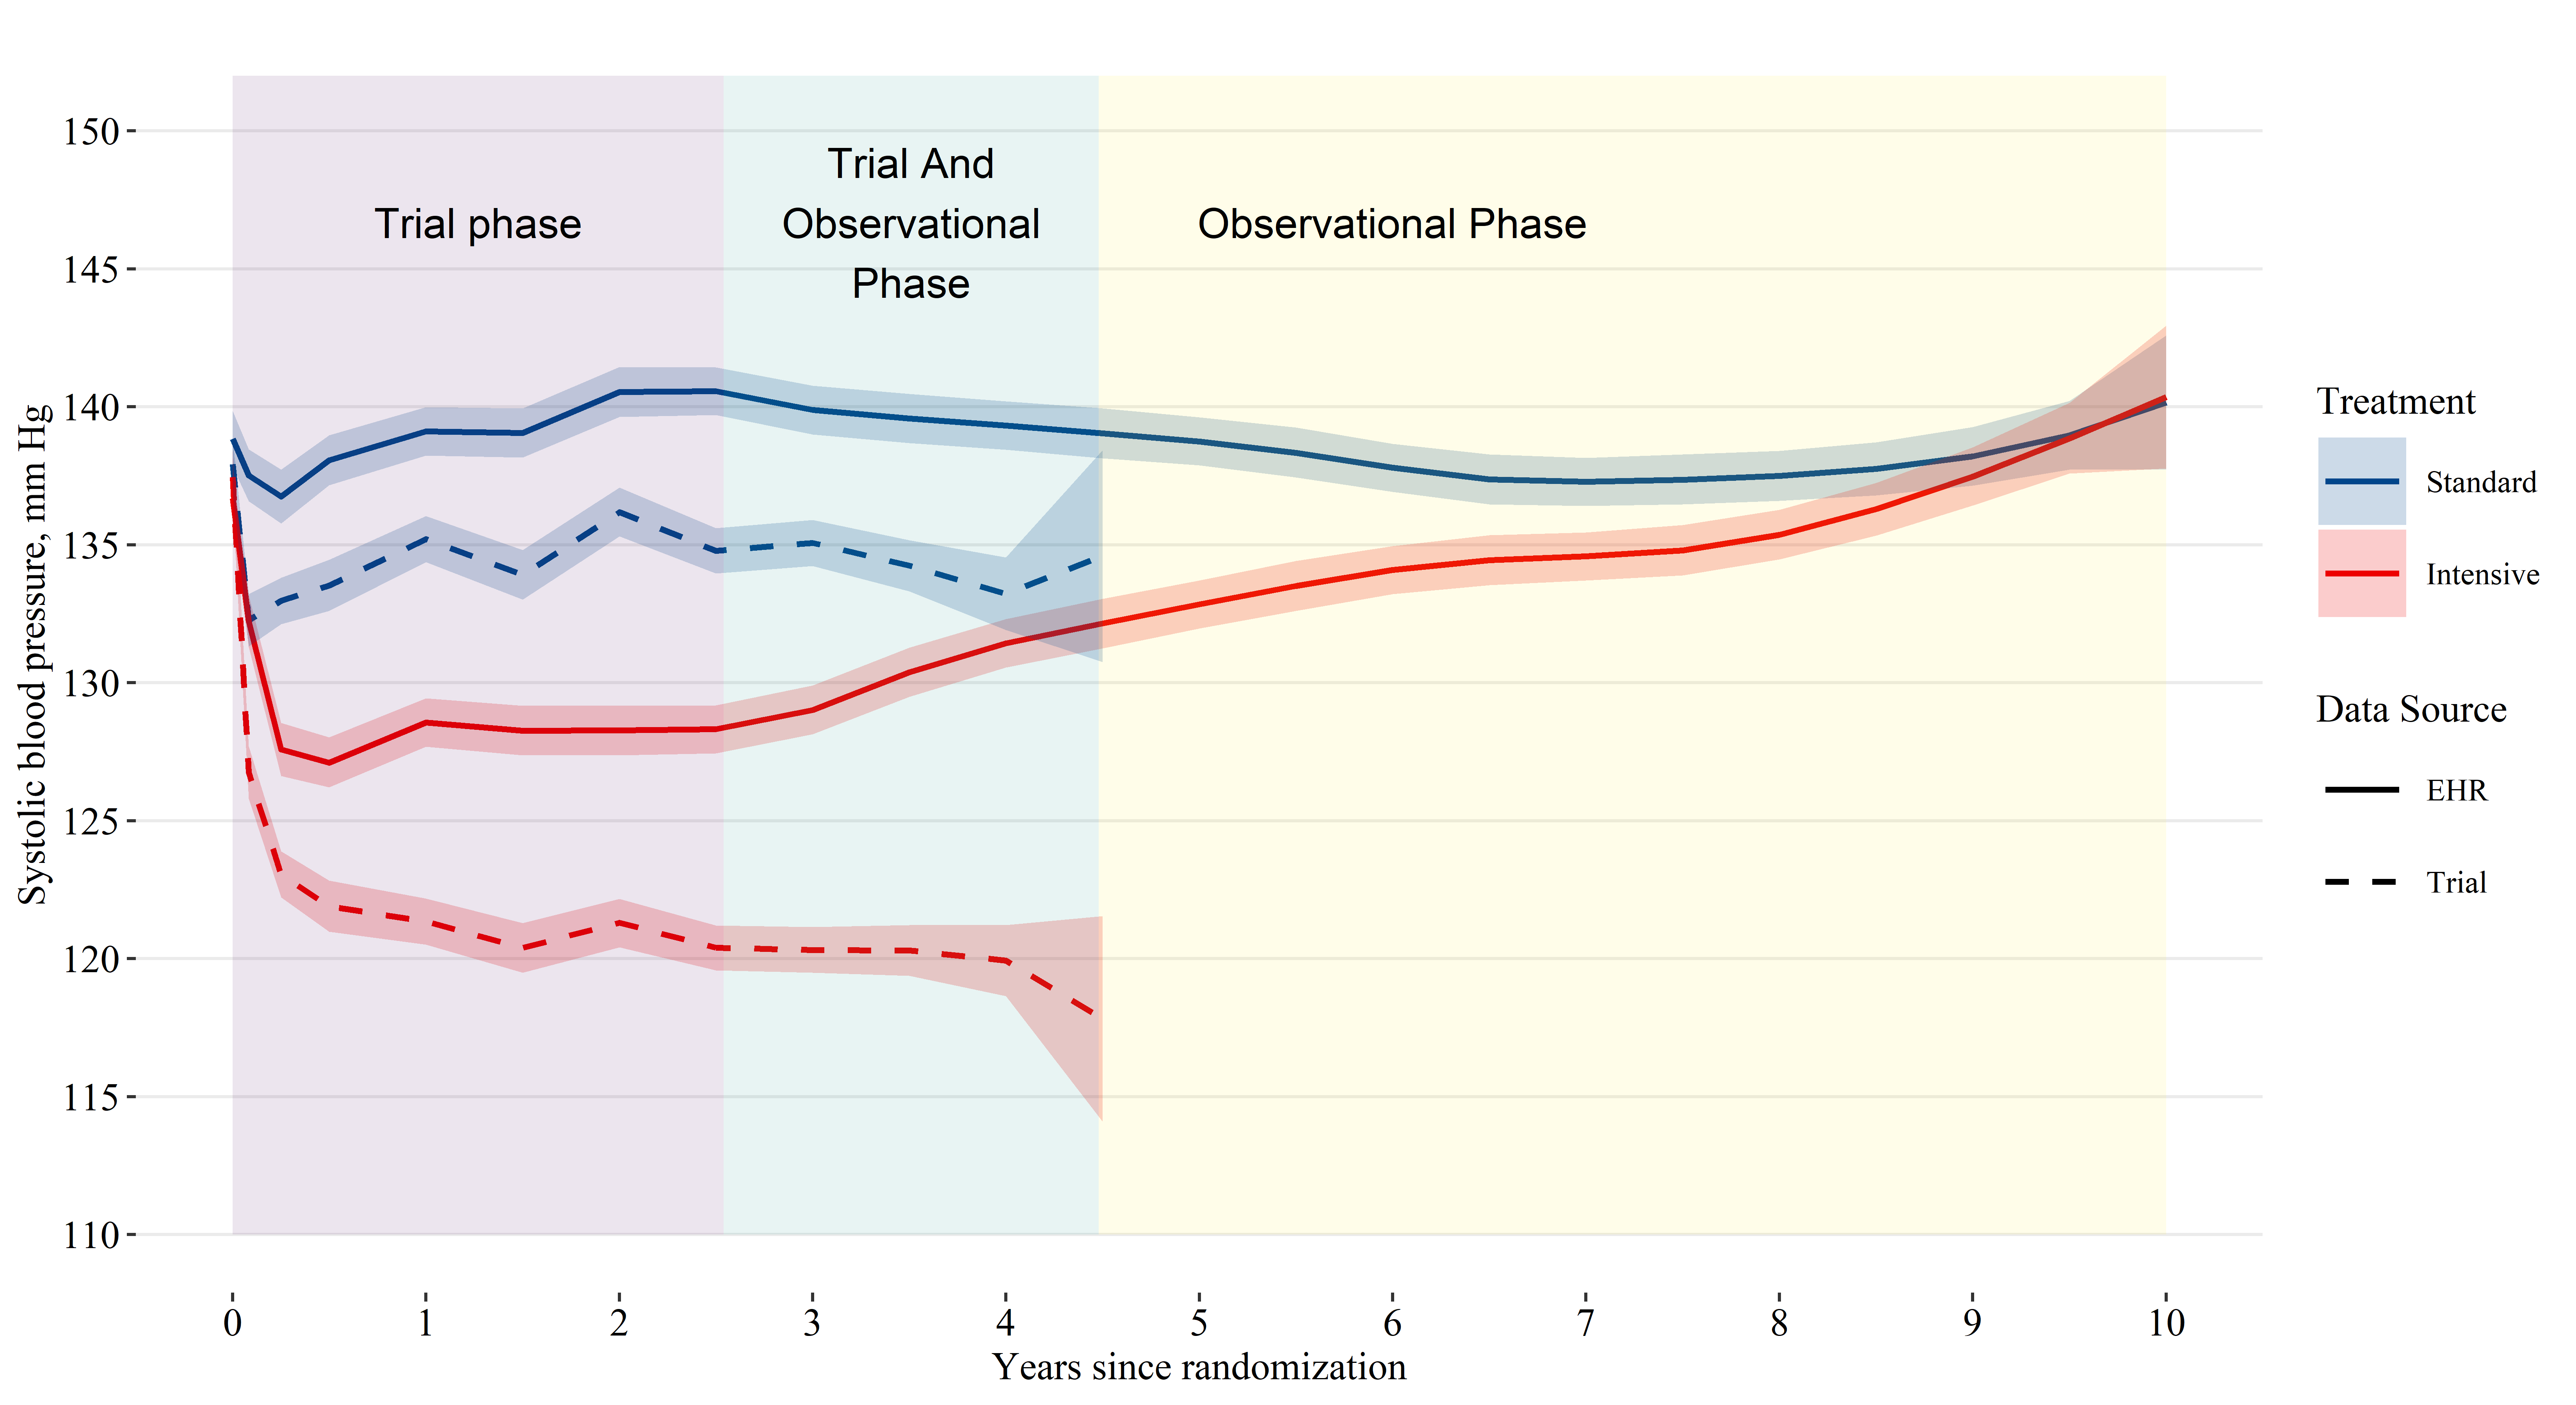 Systolic blood pressure, mm Hg
150
145
140
135
130
125
120
115
110
Trial phase
Trial And
Observational
Phase
Observational Phase
0 1 2 3 4 5 6 7 8 9 10
Years since randomization
Treatment
Standard
Intensive
Data Source
EHR
Trial